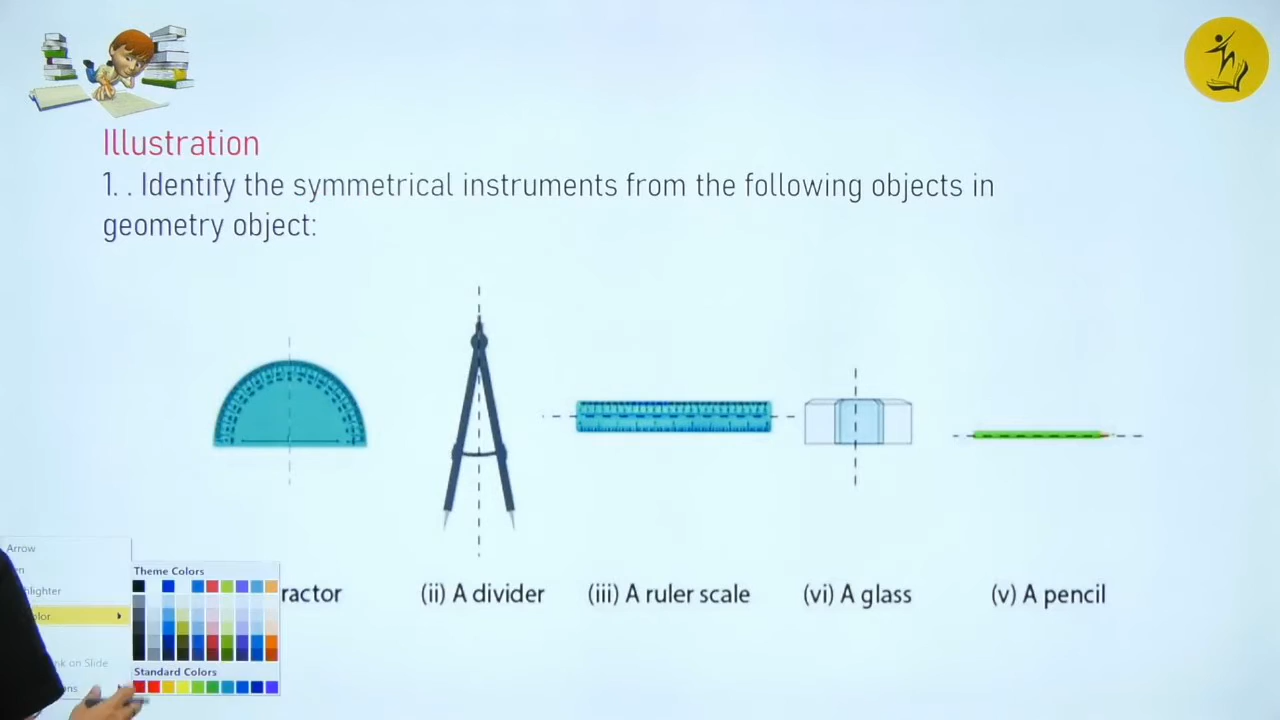 Illustration
1. . Identify the symmetrical instruments from the following objects in
geometry object:
ractor
(ii) A divider
(iii) A ruler scale
(vi) A glass
(v) A pencil
Arrow
Theme Colors
Standard Colors